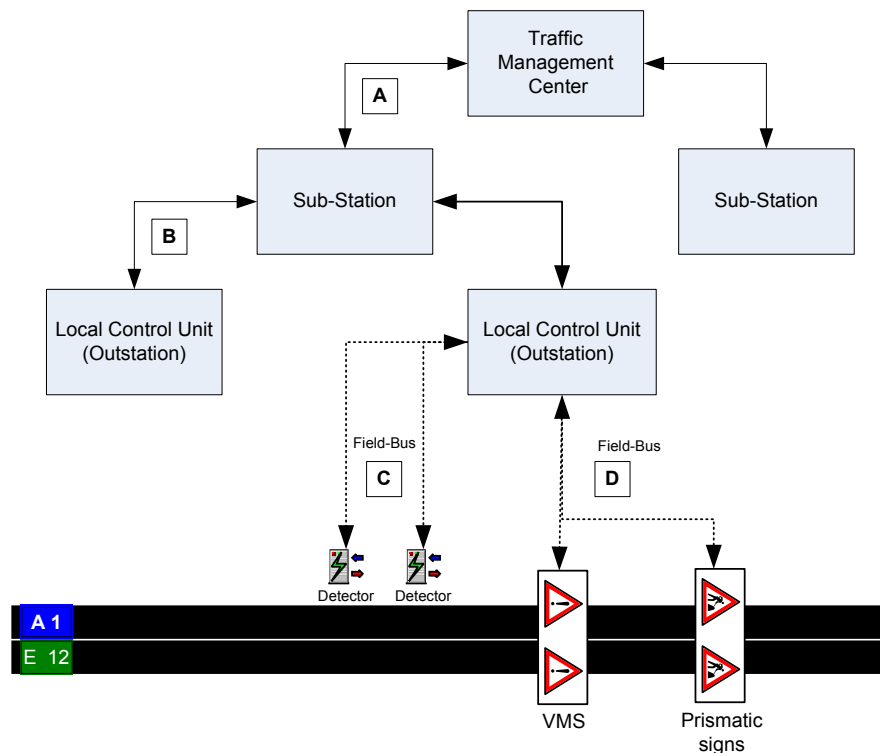 Traffic
Management
Center
A
Sub-Station
Sub-Station
B
Local Control Unit
(Outstation)
Local Control Unit
(Outstation)
Field-Bus
C
Field-Bus
D
Detector
Detector
A 1
E 12
VMS
Prismatic
signs